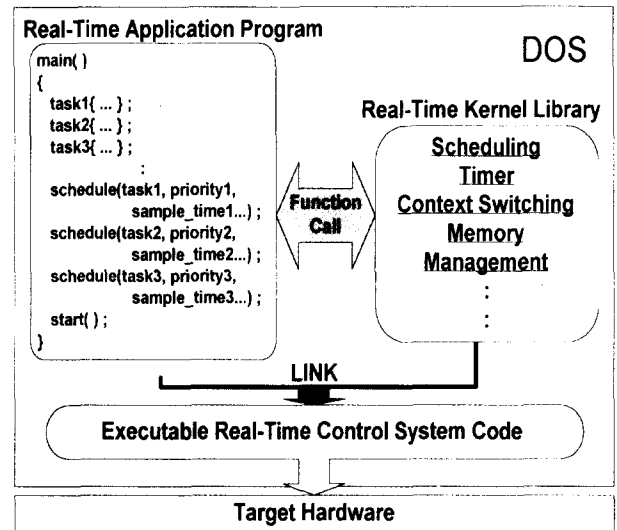 Real-Time Application Program
DOS
main( )
{
task1{ ... } ;
task2{ ... } ;
task3{ ... } ;
:
schedule(task1, priority1,
sample_time1...) ;
schedule(task2, priority2,
sample_time2...) ;
schedule(task3, priority3,
sample_time3...) ;
start( ) ;
}
Function
Call
Real-Time Kernel Library
Scheduling
Timer
Context Switching
Memory
Management
:
:
LINK
Executable Real-Time Control System Code
Target Hardware